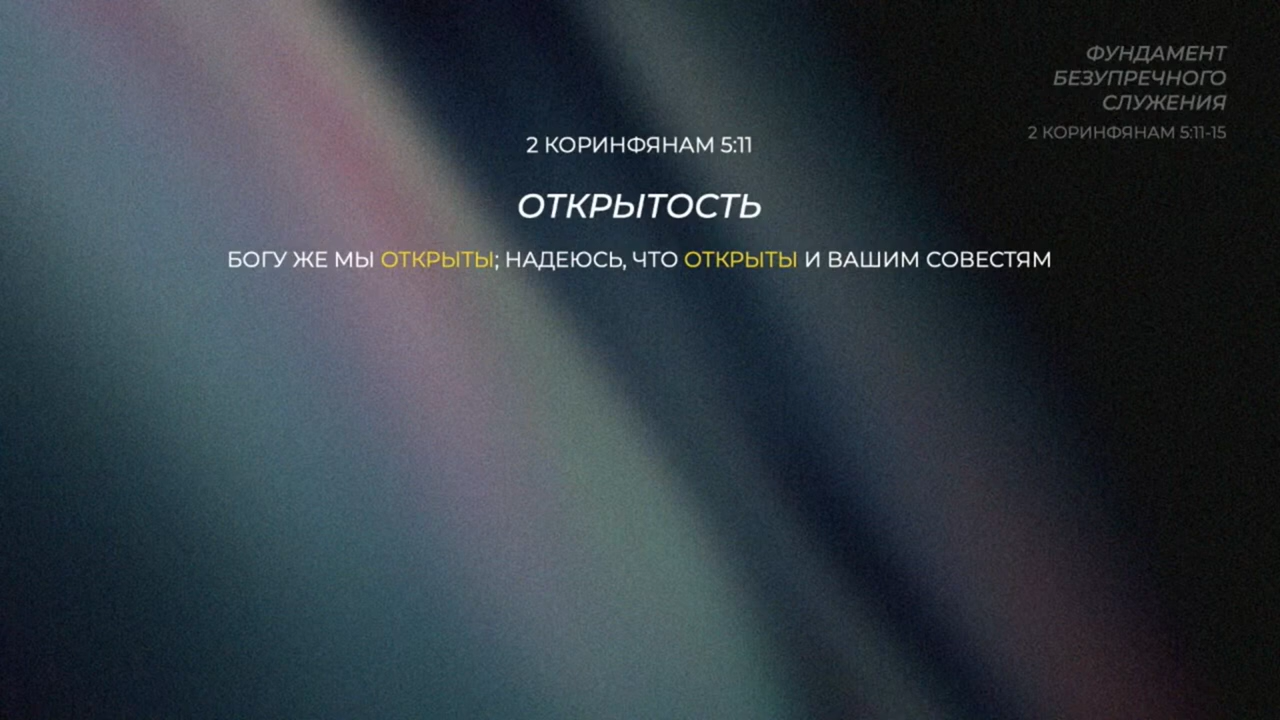 ФУНДАМЕНТ
БЕЗУПРЕЧНОГО
СЛУЖЕНИЯ
2 КОРИНФЯНАМ 5:11-15
2 КОРИНФЯНАМ 5:11
ОТКРЫТОСТЬ
БОГУ ЖЕ МЫ ОТКРЫТЫ; НАДЕЮСЬ, ЧТО ОТКРЫТЫ И ВАШИМ СОВЕСТЯМ